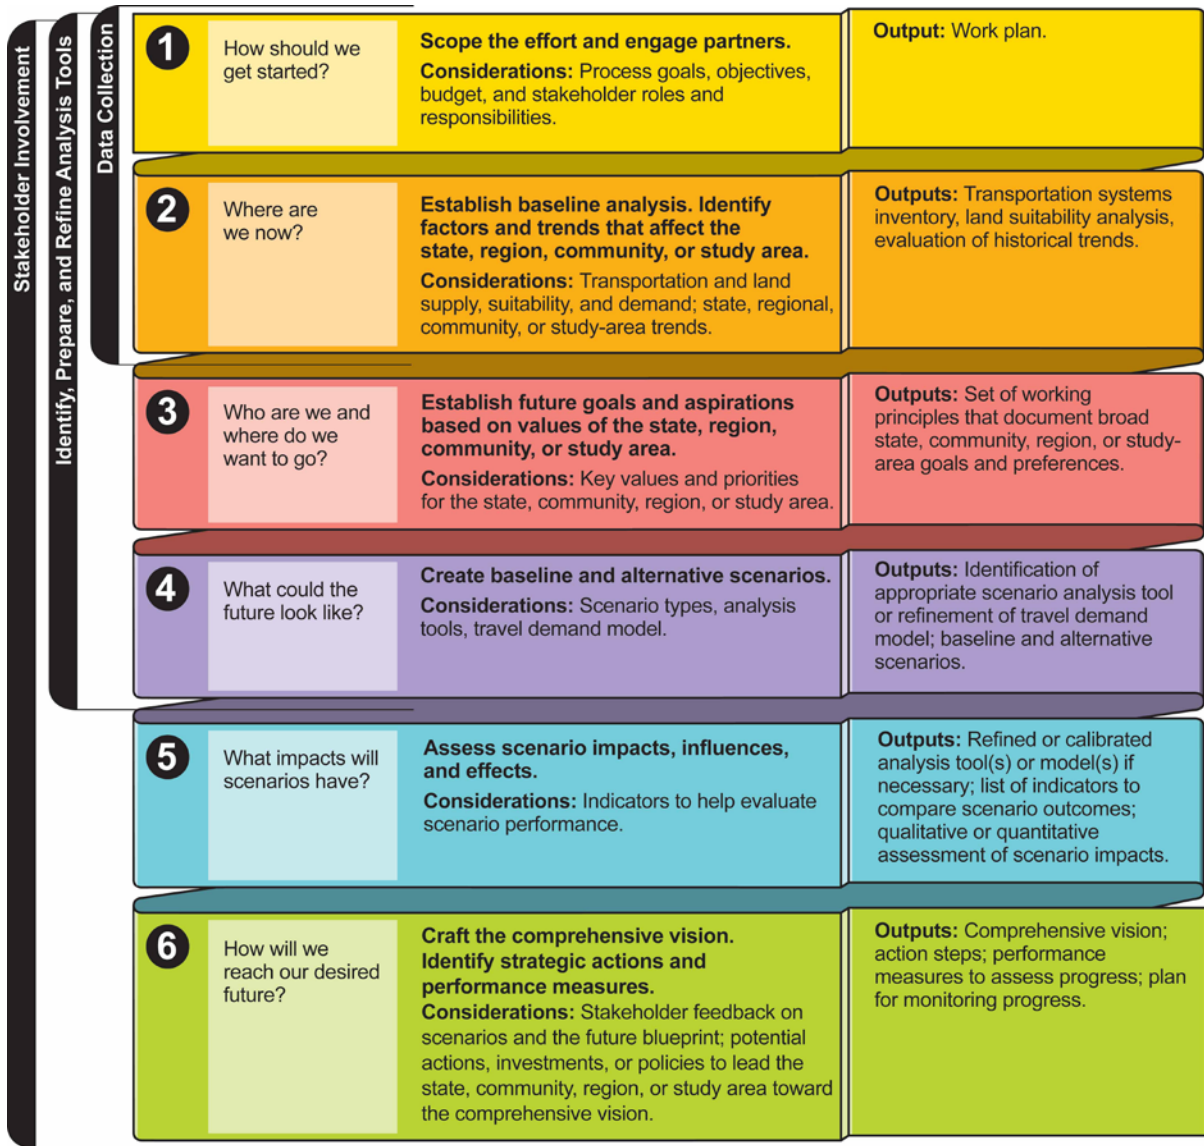 Stakeholder Involvement
Identify, Prepare, and Refine Analysis Tools
Data Collection
1
How should we
get started?
Scope the effort and engage partners.
Considerations: Process goals, objectives,
budget, and stakeholder roles and
responsibilities.
Output: Work plan.
2
Where are
we now?
Establish baseline analysis. Identify
factors and trends that affect the
state, region, community, or study area.
Considerations: Transportation and land
supply, suitability, and demand; state, regional,
community, or study-area trends.
Outputs: Transportation systems
inventory, land suitability analysis,
evaluation of historical trends.
3
Who are we and
where do we
want to go?
Establish future goals and aspirations
based on values of the state, region,
community, or study area.
Considerations: Key values and priorities
for the state, community, region, or study area.
Outputs: Set of working
principles that document broad
state, community, region, or study-
area goals and preferences.
4
What could the
future look like?
Create baseline and alternative scenarios.
Considerations: Scenario types, analysis
tools, travel demand model.
Outputs: Identification of
appropriate scenario analysis tool
or refinement of travel demand
model; baseline and alternative
scenarios.
5
What impacts will
scenarios have?
Assess scenario impacts, influences,
and effects.
Considerations: Indicators to help evaluate
scenario performance.
Outputs: Refined or calibrated
analysis tool(s) or model(s) if
necessary; list of indicators to
compare scenario outcomes;
qualitative or quantitative
assessment of scenario impacts.
6
How will we
reach our desired
future?
Craft the comprehensive vision.
Identify strategic actions and
performance measures.
Considerations: Stakeholder feedback on
scenarios and the future blueprint; potential
actions, investments, or policies to lead the
state, community, region, or study area toward
the comprehensive vision.
Outputs: Comprehensive vision;
action steps; performance
measures to assess progress; plan
for monitoring progress.